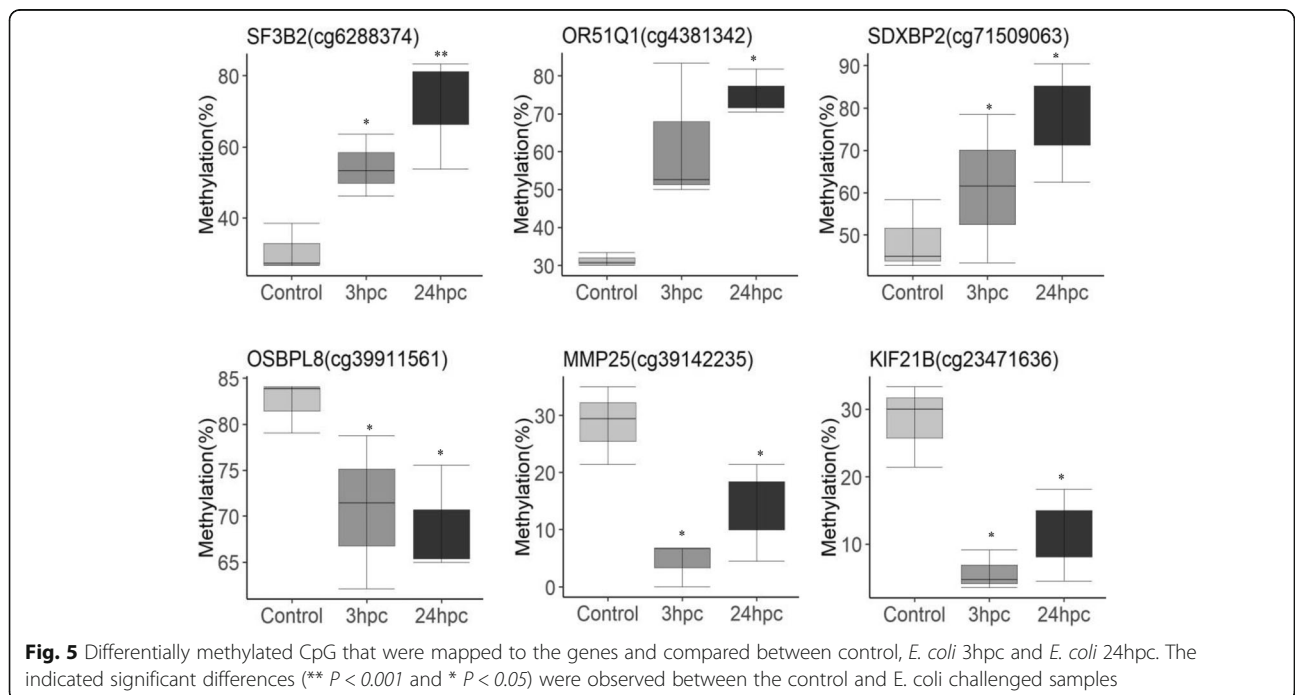 SF3B2(cg6288374)
OR51Q1(cg4381342)
SDXBP2(cg71509063)
Methylation(%)
80
60
40
*
**
Control 3hpc 24hpc
Methylation(%)
80
70
60
50
40
30
*
Control 3hpc 24hpc
Methylation(%)
90
80
70
60
50
*
*
Control 3hpc 24hpc
OSBPL8(cg39911561)
MMP25(cg39142235)
KIF21B(cg23471636)
Methylation(%)
85
80
75
70
65
*
*
Control 3hpc 24hpc
Methylation(%)
30
20
10
0
*
*
Control 3hpc 24hpc
Methylation(%)
30
20
10
*
*
Control 3hpc 24hpc
Fig. 5 Differentially methylated CpG that were mapped to the genes and compared between control, E. coli 3hpc and E. coli 24hpc. The
indicated significant differences (** P < 0.001 and * P < 0.05) were observed between the control and E. coli challenged samples